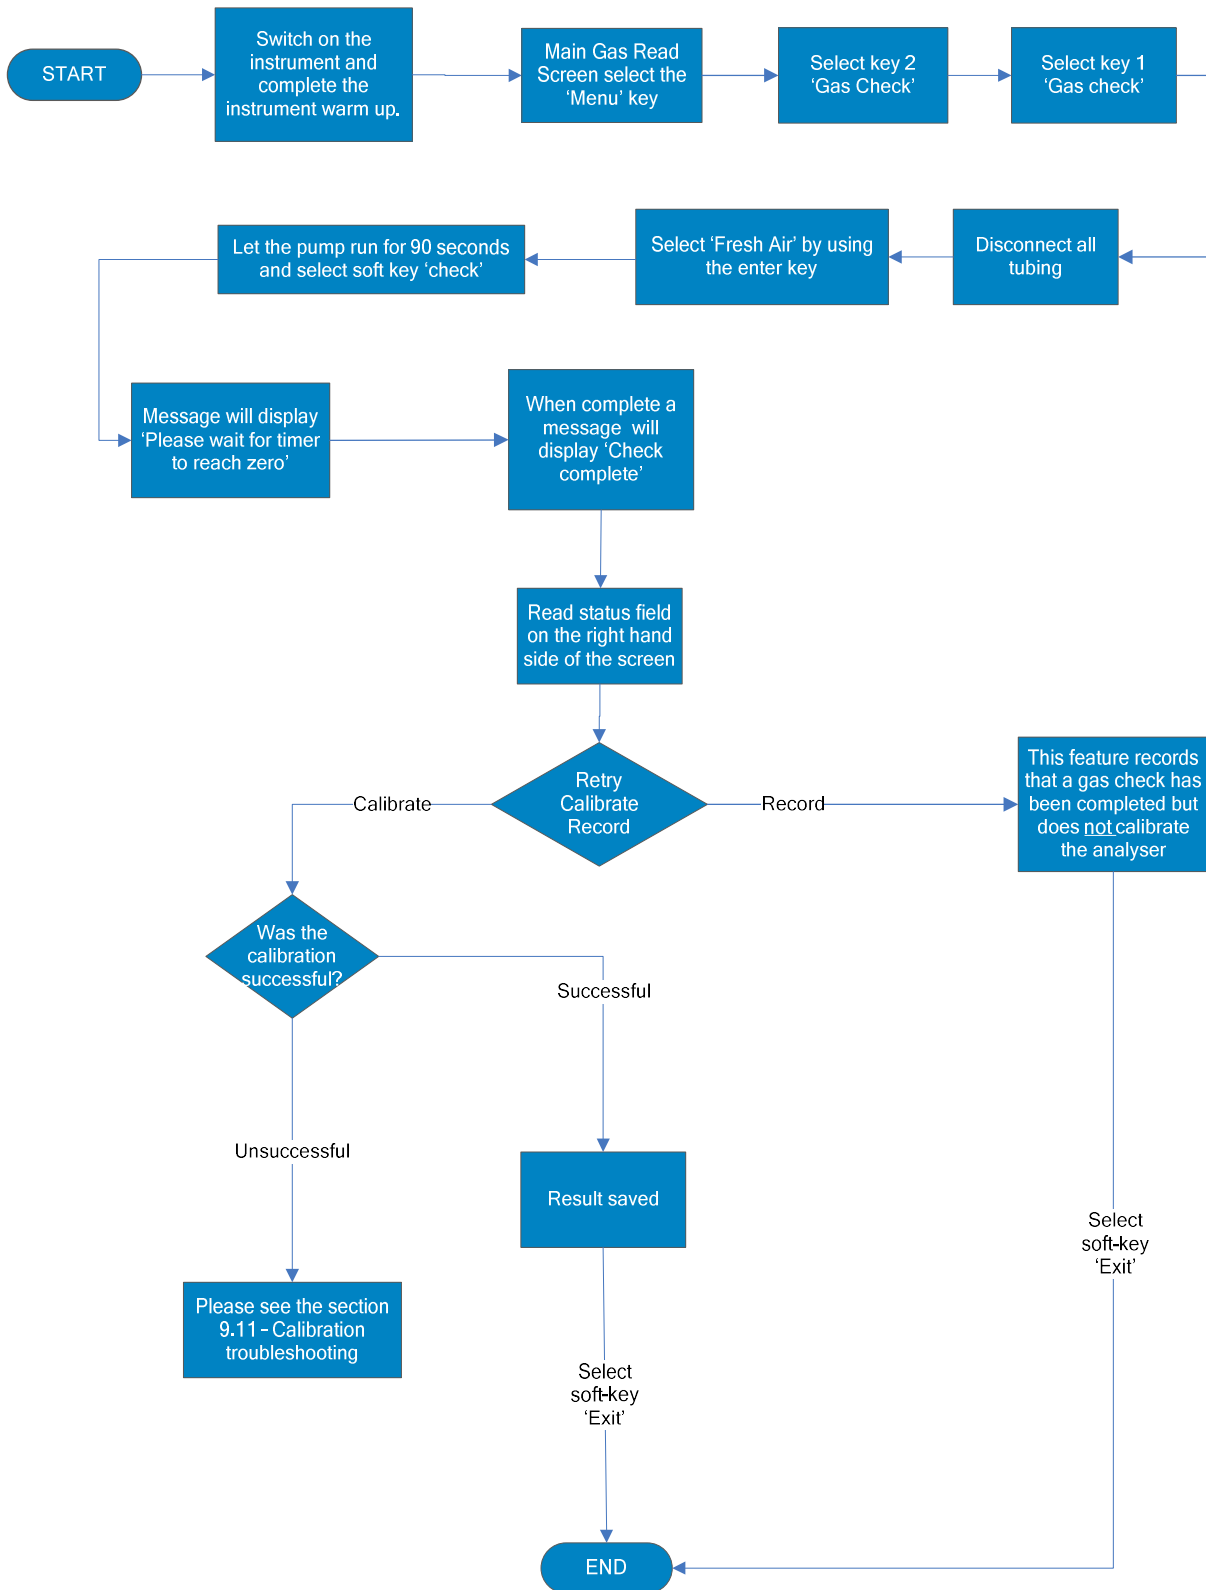 START
Switch on the
instrument and
complete the
instrument warm up.
Main Gas Read
Screen select the
‘Menu’ key
Select key 2
‘Gas Check’
Select key 1
‘Gas check’
Let the pump run for 90 seconds
and select soft key ‘check’
Select ‘Fresh Air’ by using
the enter key
Disconnect all
tubing
Message will display
‘Please wait for timer
to reach zero’
When complete a
message will
display ‘Check
complete’
Read status field
on the right hand
side of the screen
Retry
Calibrate
Record
Calibrate
Record
This feature records
that a gas check has
been completed but
does not calibrate
the analyser
Was the
calibration
successful?
Successful
Unsuccessful
Result saved
Select
soft-key
‘Exit’
Please see the section
9.11 - Calibration
troubleshooting
Select
soft-key
‘Exit’
END